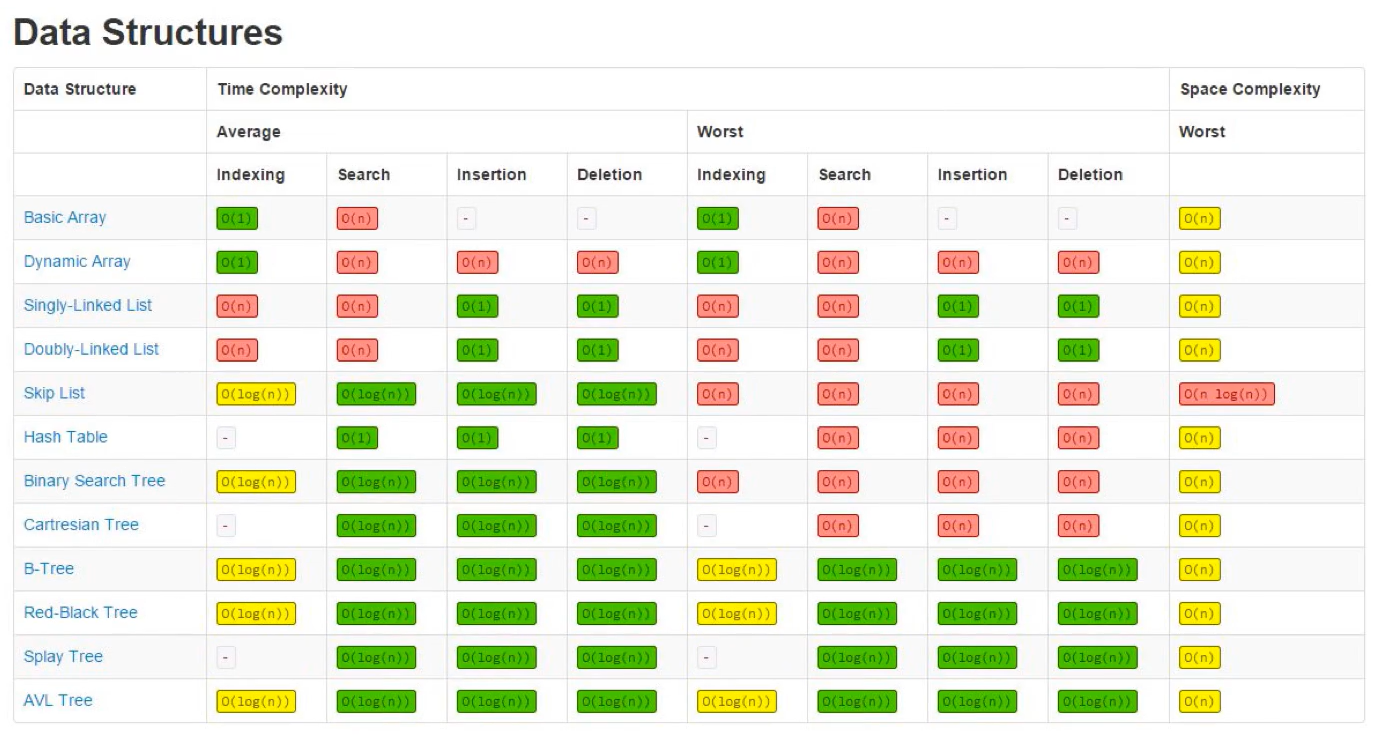 Data Structures
Data Structure Time Complexity Space Complexity
Average Worst Worst
Indexing Search Insertion Deletion Indexing Search Insertion Deletion
Basic Array O(1) O(n) - - O(1) O(n) - - O(n)
Dynamic Array O(1) O(n) O(n) O(n) O(1) O(n) O(n) O(n) O(n)
Singly-Linked List O(n) O(n) O(1) O(1) O(n) O(n) O(1) O(1) O(n)
Doubly-Linked List O(n) O(n) O(1) O(1) O(n) O(n) O(1) O(1) O(n)
Skip List O(log(n)) O(log(n)) O(log(n)) O(log(n)) O(n) O(n) O(n) O(n) O(n log(n))
Hash Table - O(1) O(1) O(1) - O(n) O(n) O(n) O(n)
Binary Search Tree O(log(n)) O(log(n)) O(log(n)) O(log(n)) O(n) O(n) O(n) O(n) O(n)
Cartresian Tree - O(log(n)) O(log(n)) O(log(n)) - O(n) O(n) O(n) O(n)
B-Tree O(log(n)) O(log(n)) O(log(n)) O(log(n)) O(log(n)) O(log(n)) O(log(n)) O(log(n)) O(n)
Red-Black Tree O(log(n)) O(log(n)) O(log(n)) O(log(n)) O(log(n)) O(log(n)) O(log(n)) O(log(n)) O(n)
Splay Tree - O(log(n)) O(log(n)) O(log(n)) - O(log(n)) O(log(n)) O(log(n)) O(n)
AVL Tree O(log(n)) O(log(n)) O(log(n)) O(log(n)) O(log(n)) O(log(n)) O(log(n)) O(log(n)) O(n)